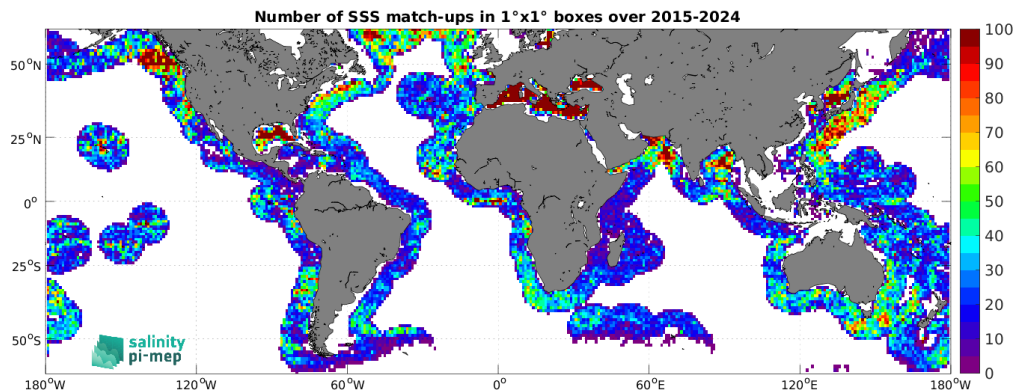 Number of SSS match-ups in 1°x1° boxes over 2015-2024
100
90
80
70
60
50
40
30
20
10
0
50°N
25°N
0°
25°S
50°S
salinity
pi-mep
180°W 120°W 60°W 0° 60°E 120°E 180°W